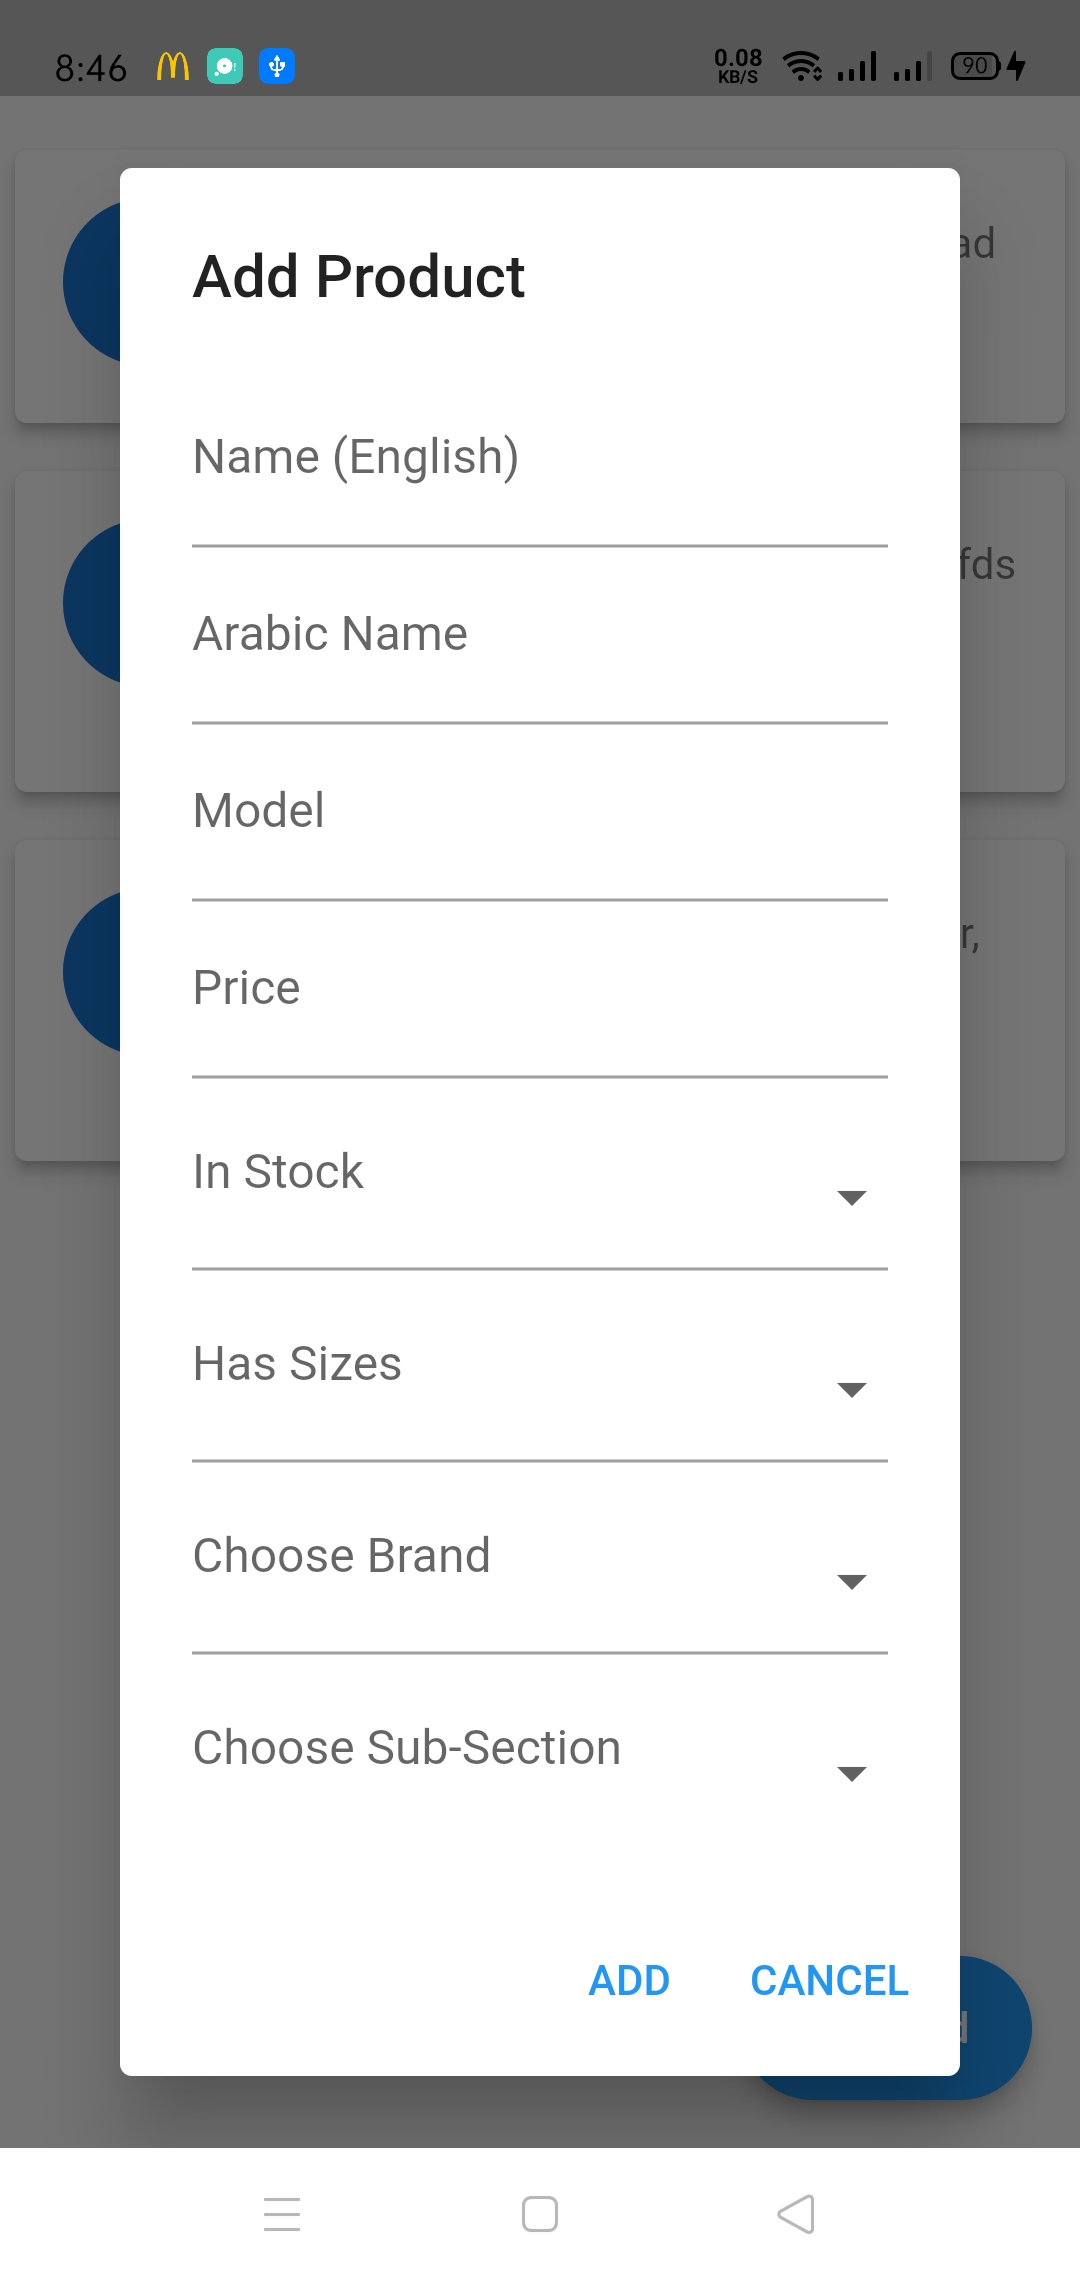 8:46
0.08
KB/S
90
ad
Add Product
Name (English)
fds
Arabic Name
Model
r,
Price
In Stock
Has Sizes
Choose Brand
Choose Sub-Section
ADD CANCEL
d